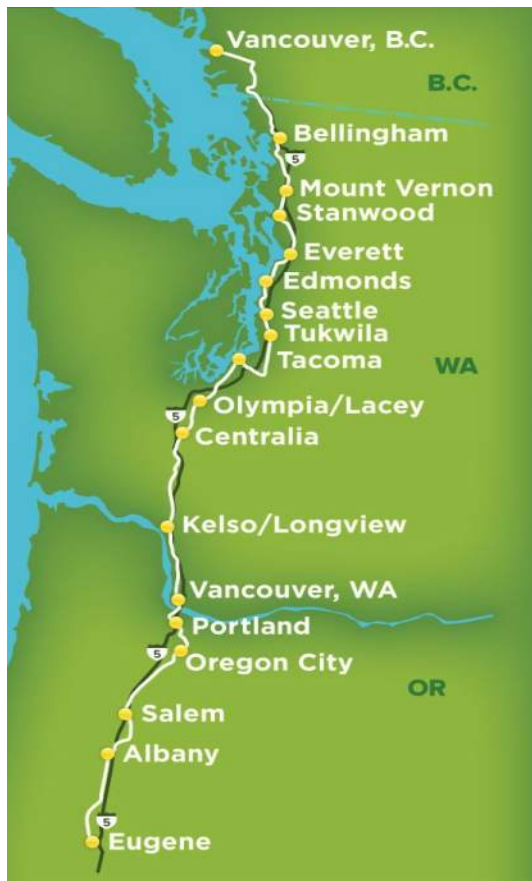 Vancouver, B.C.
B.C.
Bellingham
5
Mount Vernon
Stanwood
Everett
Edmonds
Seattle
Tukwila
Tacoma
WA
Olympia/Lacey
5
Centralia
Kelso/Longview
Vancouver, WA
Portland
5
Oregon City
OR
Salem
Albany
5
Eugene